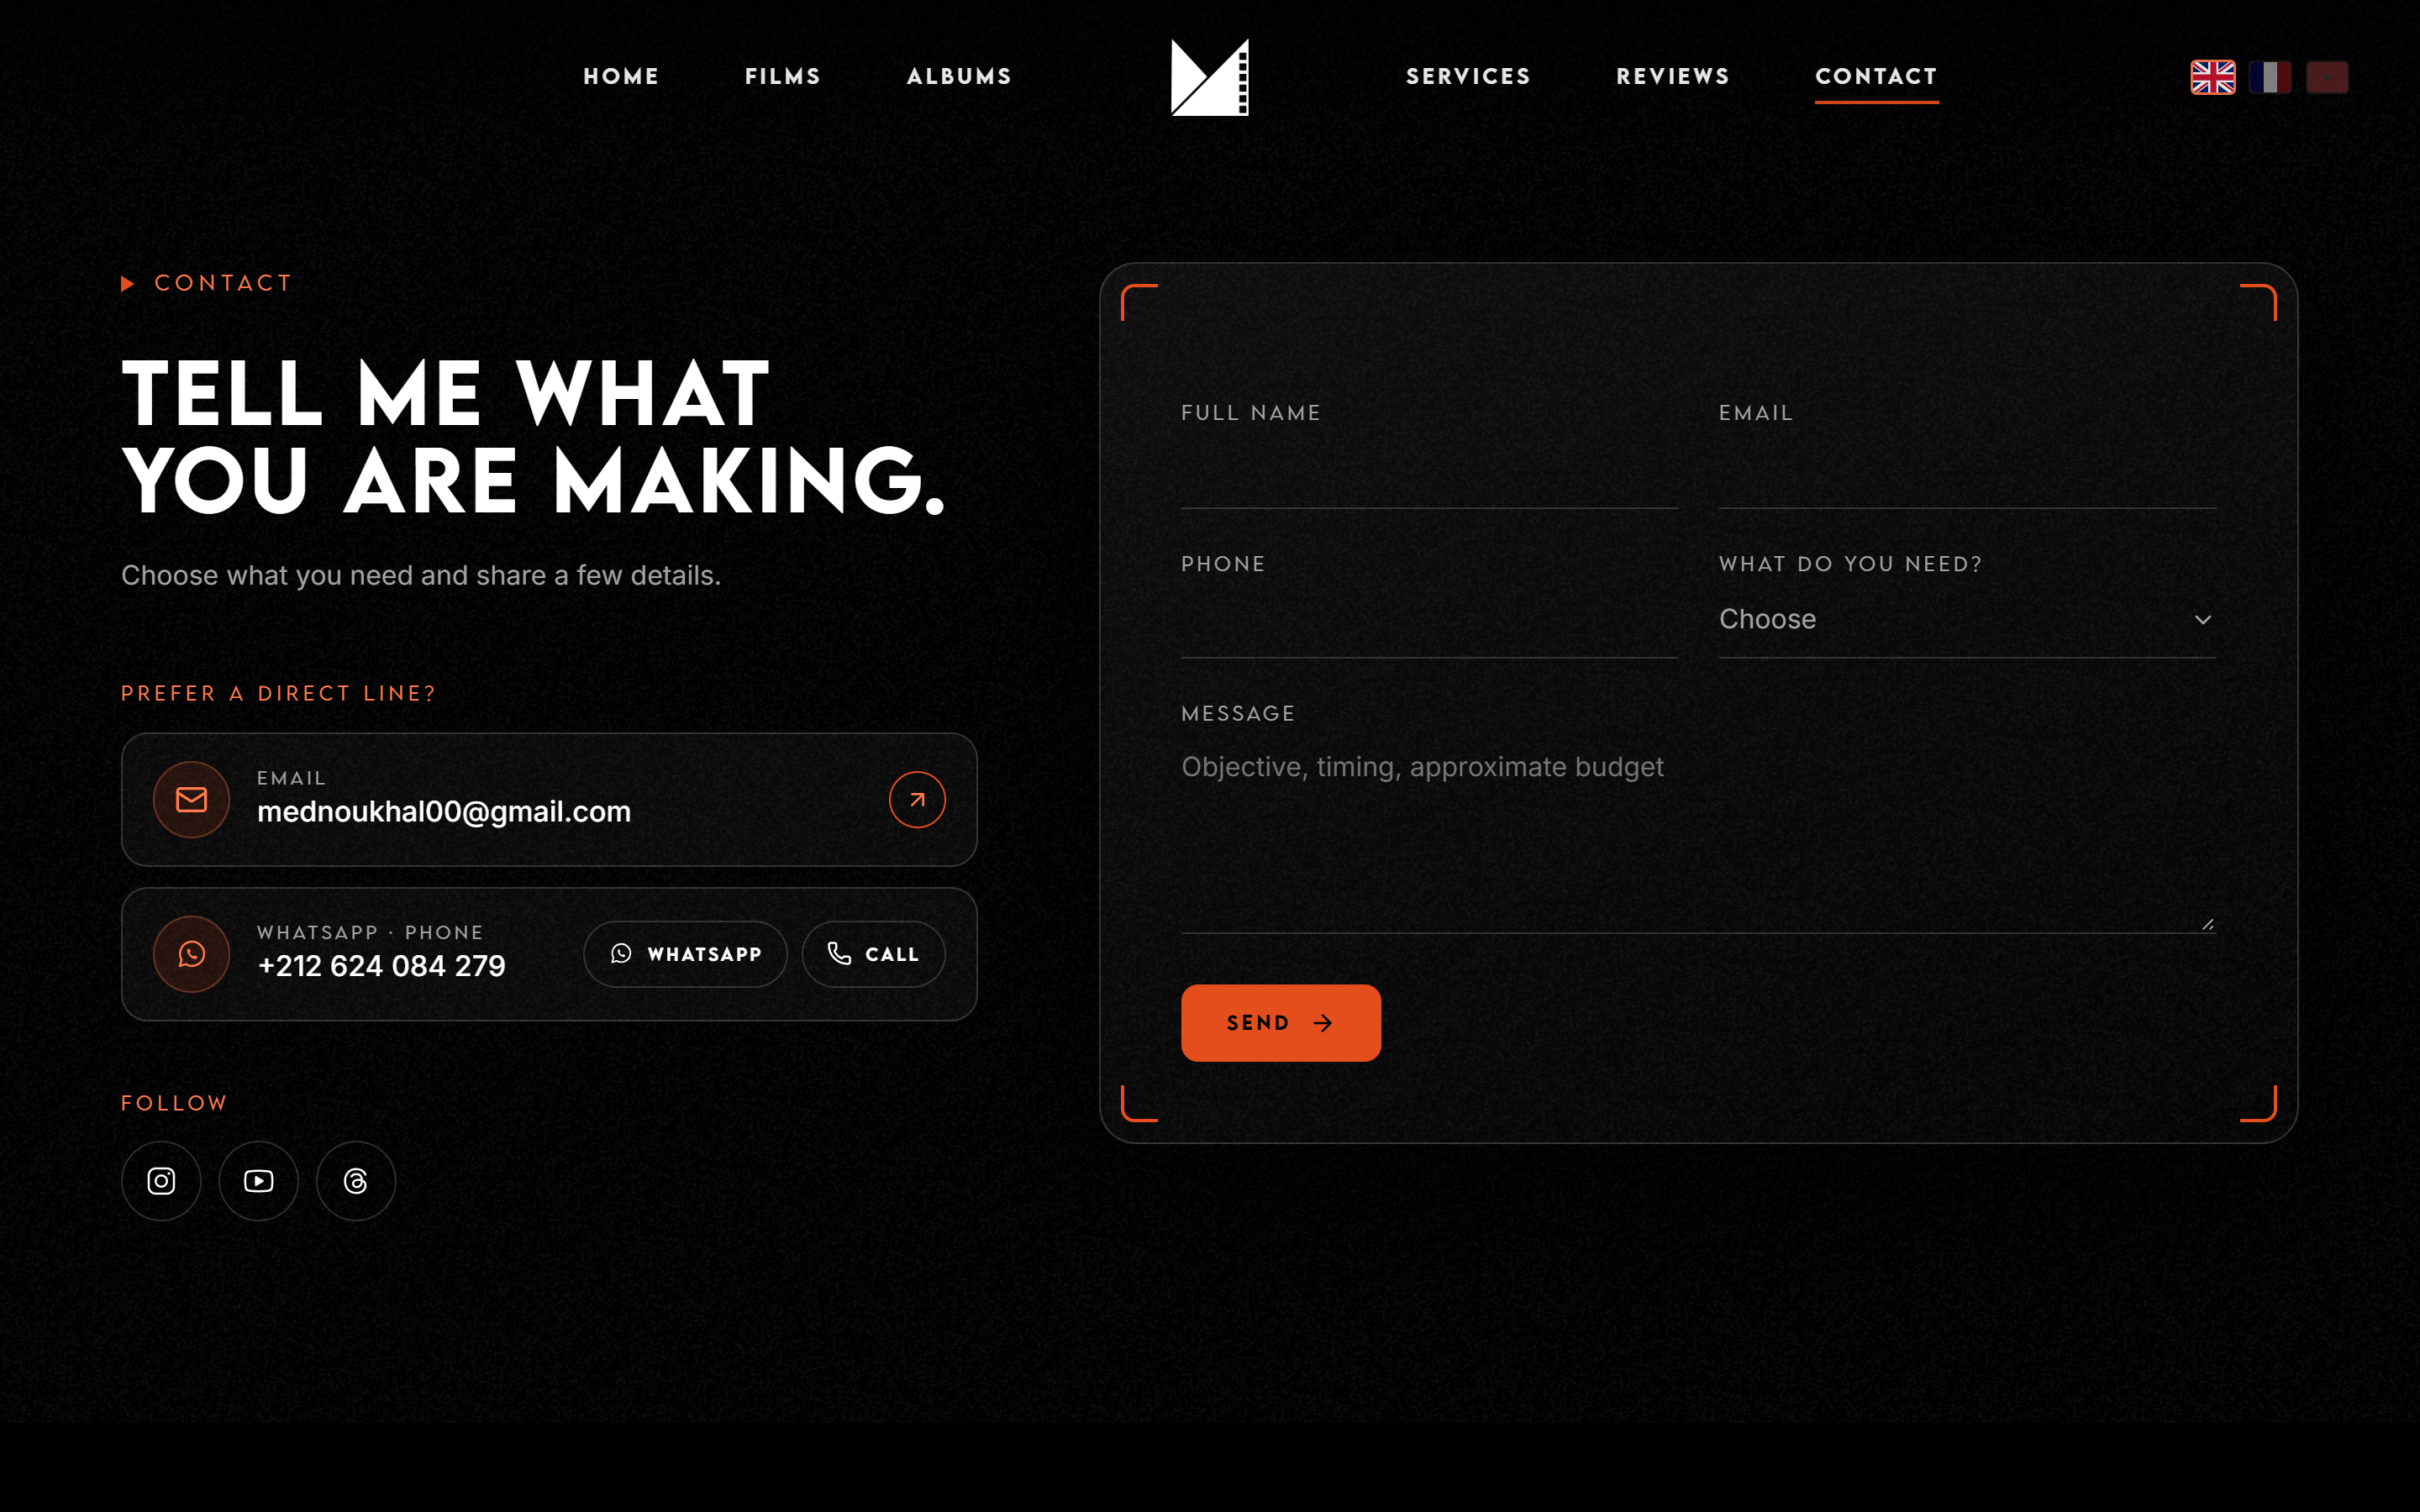 HOME
FILMS
ALBUMS
SERVICES
REVIEWS
CONTACT
CONTACT
TELL ME WHAT
YOU ARE MAKING.
Choose what you need and share a few details.
PREFER A DIRECT LINE?
EMAIL
mednoukhal00@gmail.com
WHATSAPP · PHONE
+212 624 084 279
WHATSAPP
CALL
FOLLOW
FULL NAME
EMAIL
PHONE
WHAT DO YOU NEED?
Choose
MESSAGE
Objective, timing, approximate budget
SEND